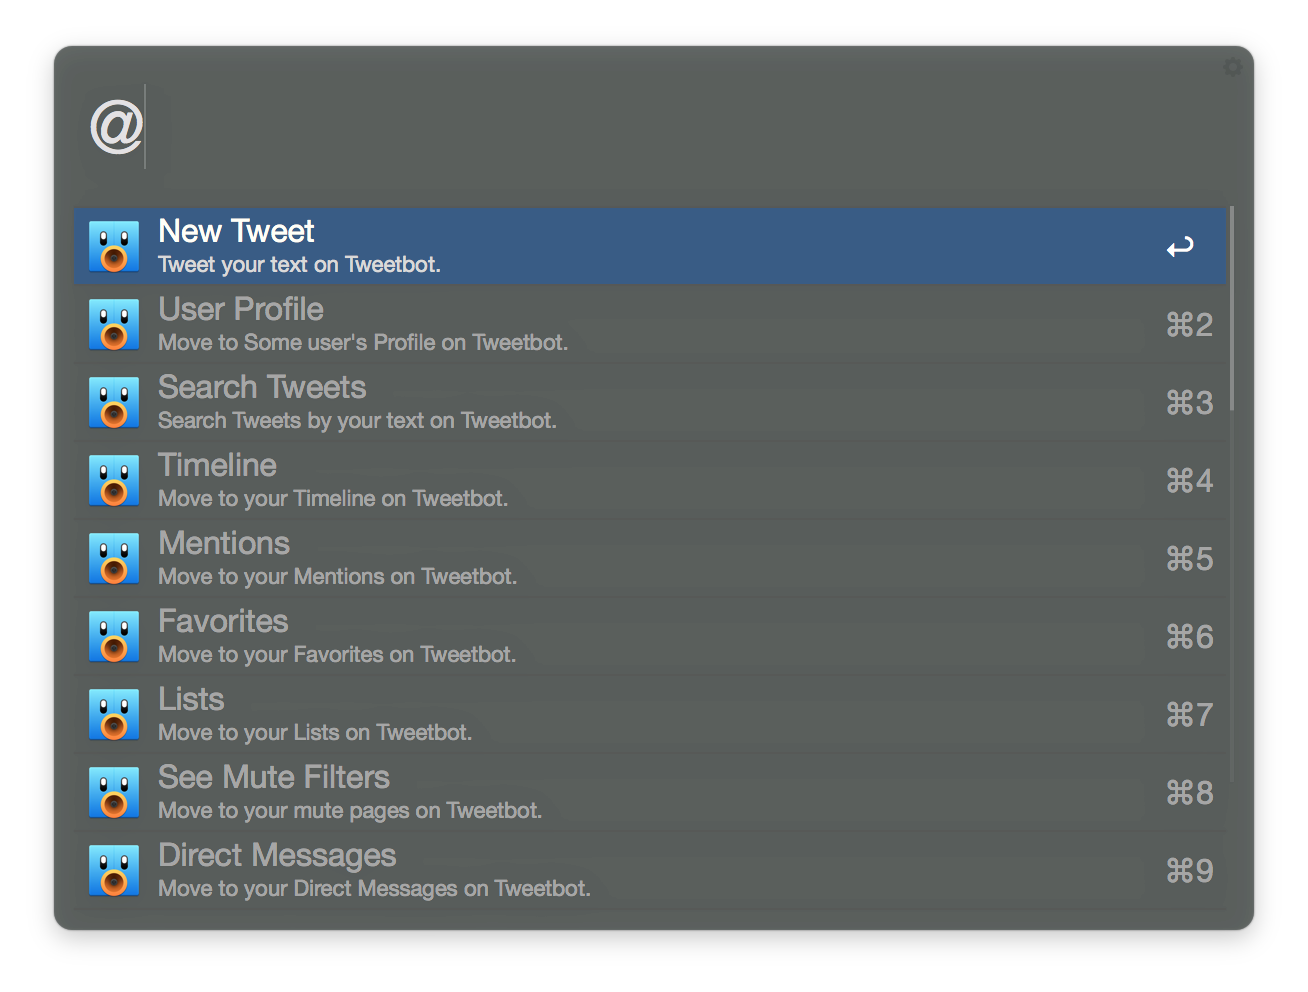 @
New Tweet
Tweet your text on Tweetbot.
↩
User Profile
Move to Some user's Profile on Tweetbot.
⌘2
Search Tweets
Search Tweets by your text on Tweetbot.
⌘3
Timeline
Move to your Timeline on Tweetbot.
⌘4
Mentions
Move to your Mentions on Tweetbot.
⌘5
Favorites
Move to your Favorites on Tweetbot.
⌘6
Lists
Move to your Lists on Tweetbot.
⌘7
See Mute Filters
Move to your mute pages on Tweetbot.
⌘8
Direct Messages
Move to your Direct Messages on Tweetbot.
⌘9